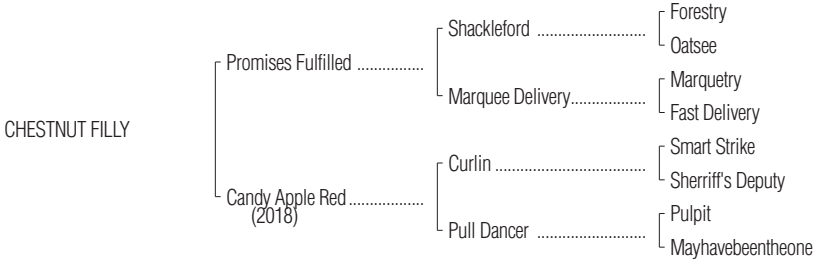 Forestry
Shackleford ..........................
Oatsee
Promises Fulfilled ................
Marquetry
Marquee Delivery..................
Fast Delivery
CHESTNUT FILLY
Smart Strike
Curlin ....................................
Sherriff's Deputy
Candy Apple Red..................
(2018)
Pulpit
Pull Dancer ..........................
Mayhavebeentheone